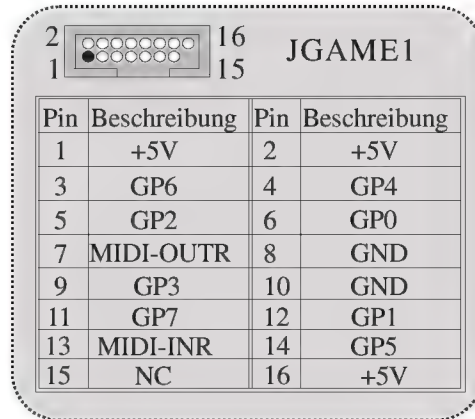 2 16 JGAME1
1 15
Pin Beschreibung Pin Beschreibung
1 +5V 2 +5V
3 GP6 4 GP4
5 GP2 6 GP0
7 MIDI-OUTR 8 GND
9 GP3 10 GND
11 GP7 12 GP1
13 MIDI-INR 14 GP5
15 NC 16 +5V